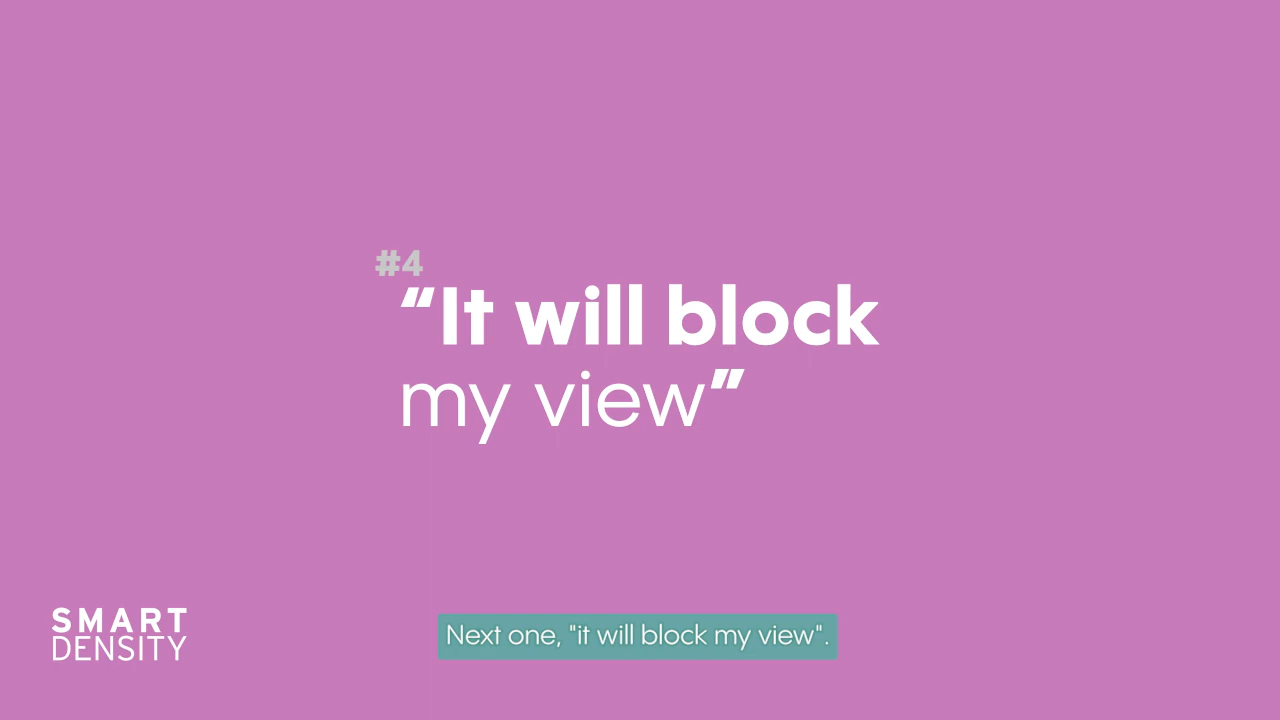 #4
“It will block
my view”
SMART
DENSITY
Next one, "it will block my view".